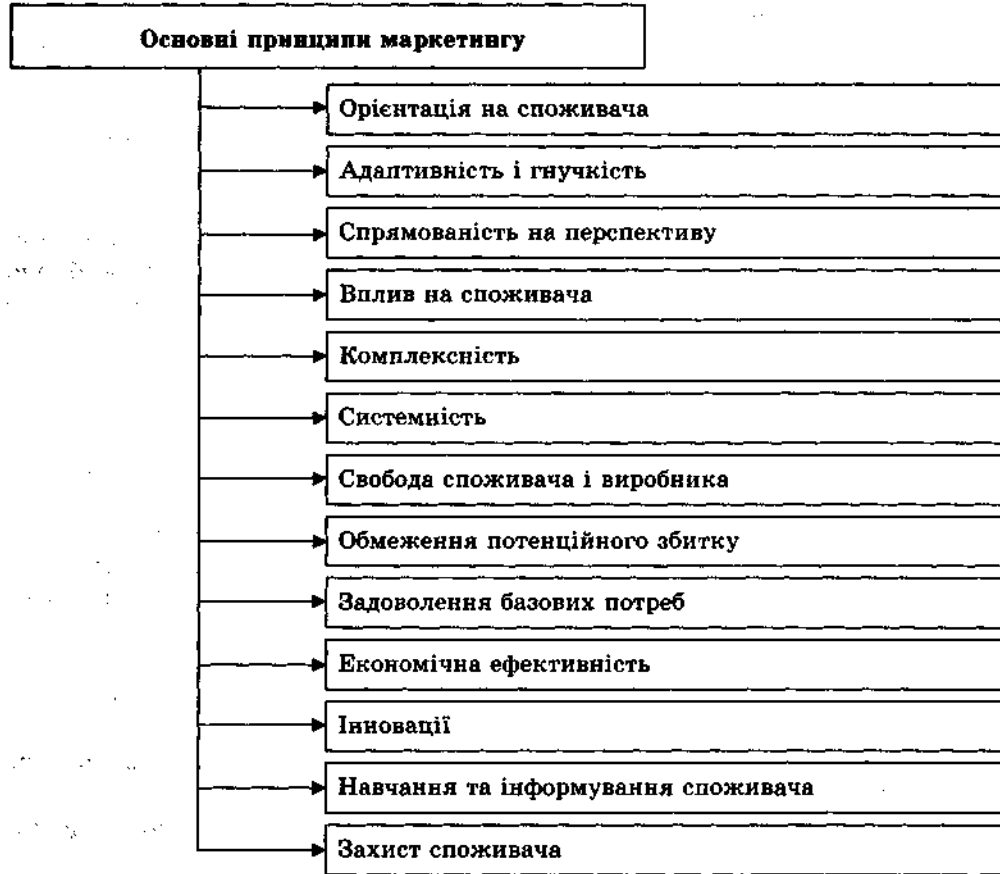 Основні принципи маркетингу
Орієнтація на споживача
Адаптивність і гнучкість
Спрямованість на перспективу
Вплив на споживача
Комплексність
Системність
Свобода споживача і виробника
Обмеження потенційного збитку
Задоволення базових потреб
Економічна ефективність
Інновації
Навчання та інформування споживача
Захист споживача